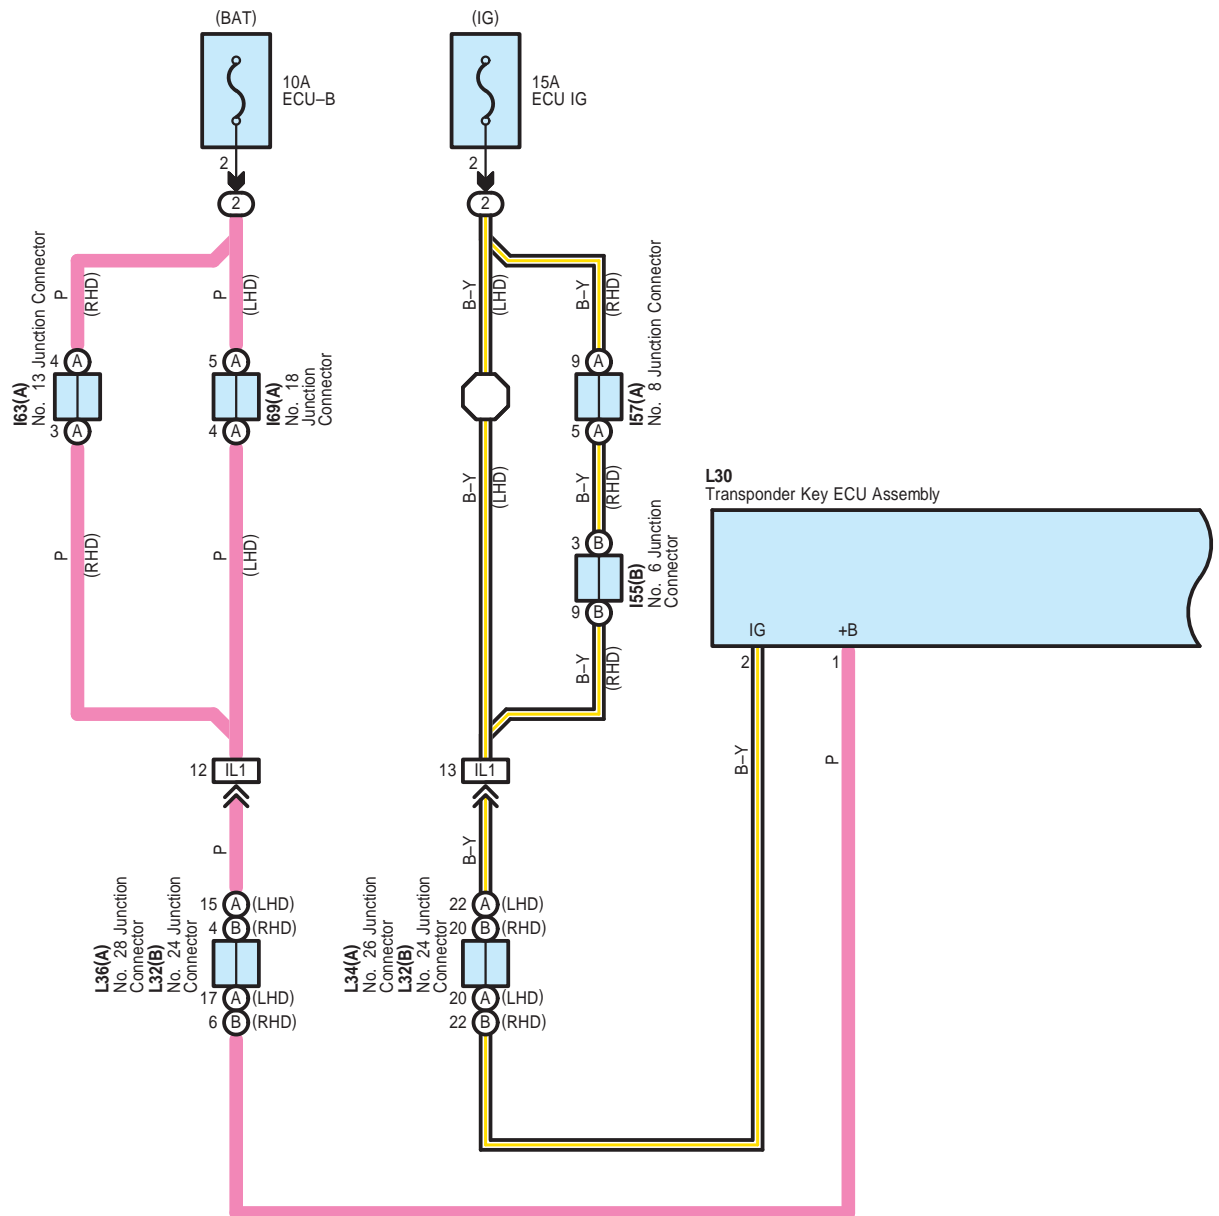 (BAT)
(IG)
10A
ECU–B
15A
ECU IG
2
2
2
2
P
(RHD)
P
(LHD)
B–Y
(LHD)
B–Y
(RHD)
4 A
I63(A)
No. 13 Junction Connector
3 A
5 A
I69(A)
No. 18
Junction
Connector
4 A
9 A
I57(A)
No. 8 Junction Connector
5 A
P
(RHD)
P
(LHD)
B–Y
(LHD)
B–Y
(RHD)
3 B
I55(B)
No. 6 Junction
Connector
9 B
B–Y
(RHD)
L30
Transponder Key ECU Assembly
IG
+B
2
1
B–Y
P
12 IL1
13 IL1
P
B–Y
15 A (LHD)
4 B (RHD)
L36(A)
No. 28 Junction
Connector
L32(B)
No. 24 Junction
Connector
17 A (LHD)
6 B (RHD)
22 A (LHD)
20 B (RHD)
L34(A)
No. 26 Junction
Connector
L32(B)
No. 24 Junction
Connector
20 A (LHD)
22 B (RHD)